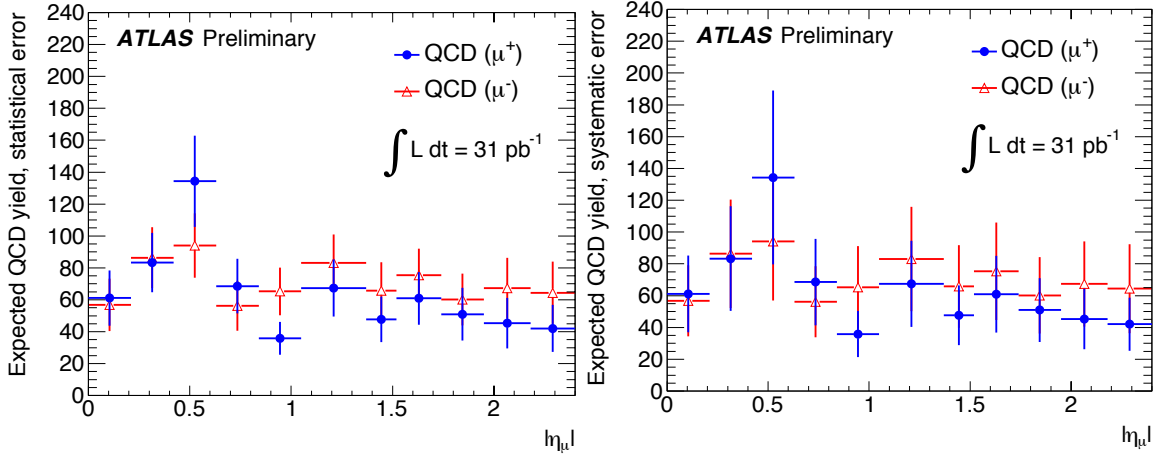 Expected QCD yield, statistical error
240
220
200
180
160
140
120
100
80
60
40
20
0
ATLAS Preliminary
QCD (μ⁺)
QCD (μ⁻)
∫ L dt = 31 pb⁻¹
0 0.5 1 1.5 2
|η_μ|
Expected QCD yield, systematic error
240
220
200
180
160
140
120
100
80
60
40
20
0
ATLAS Preliminary
QCD (μ⁺)
QCD (μ⁻)
∫ L dt = 31 pb⁻¹
0 0.5 1 1.5 2
|η_μ|